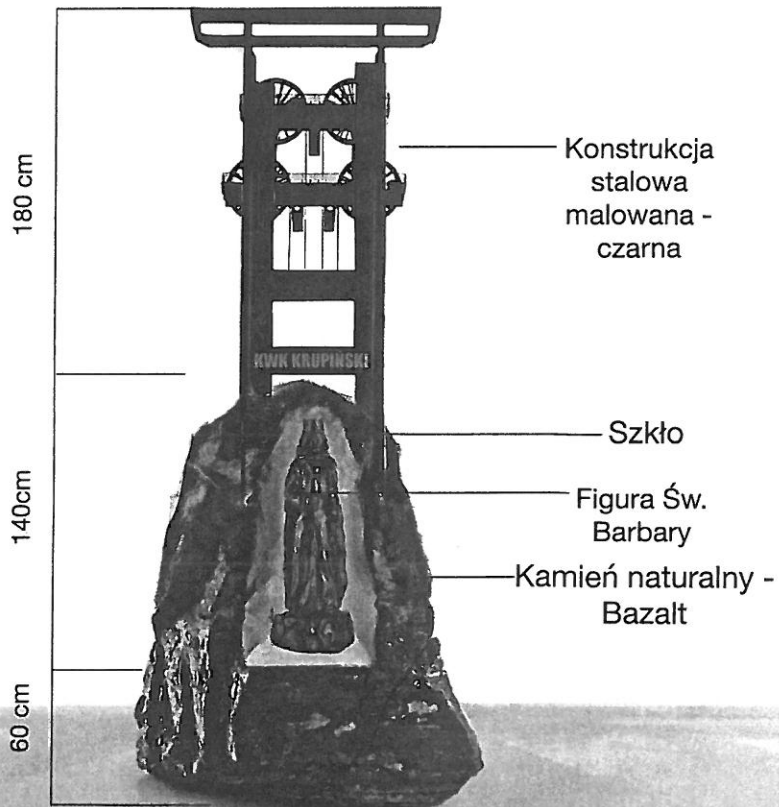 180 cm
Konstrukcja
stalowa
malowana -
czarna
KWK KRUPIŃSKI
Szkło
140cm
Figura Św.
Barbary
Kamień naturalny -
Bazalt
60 cm